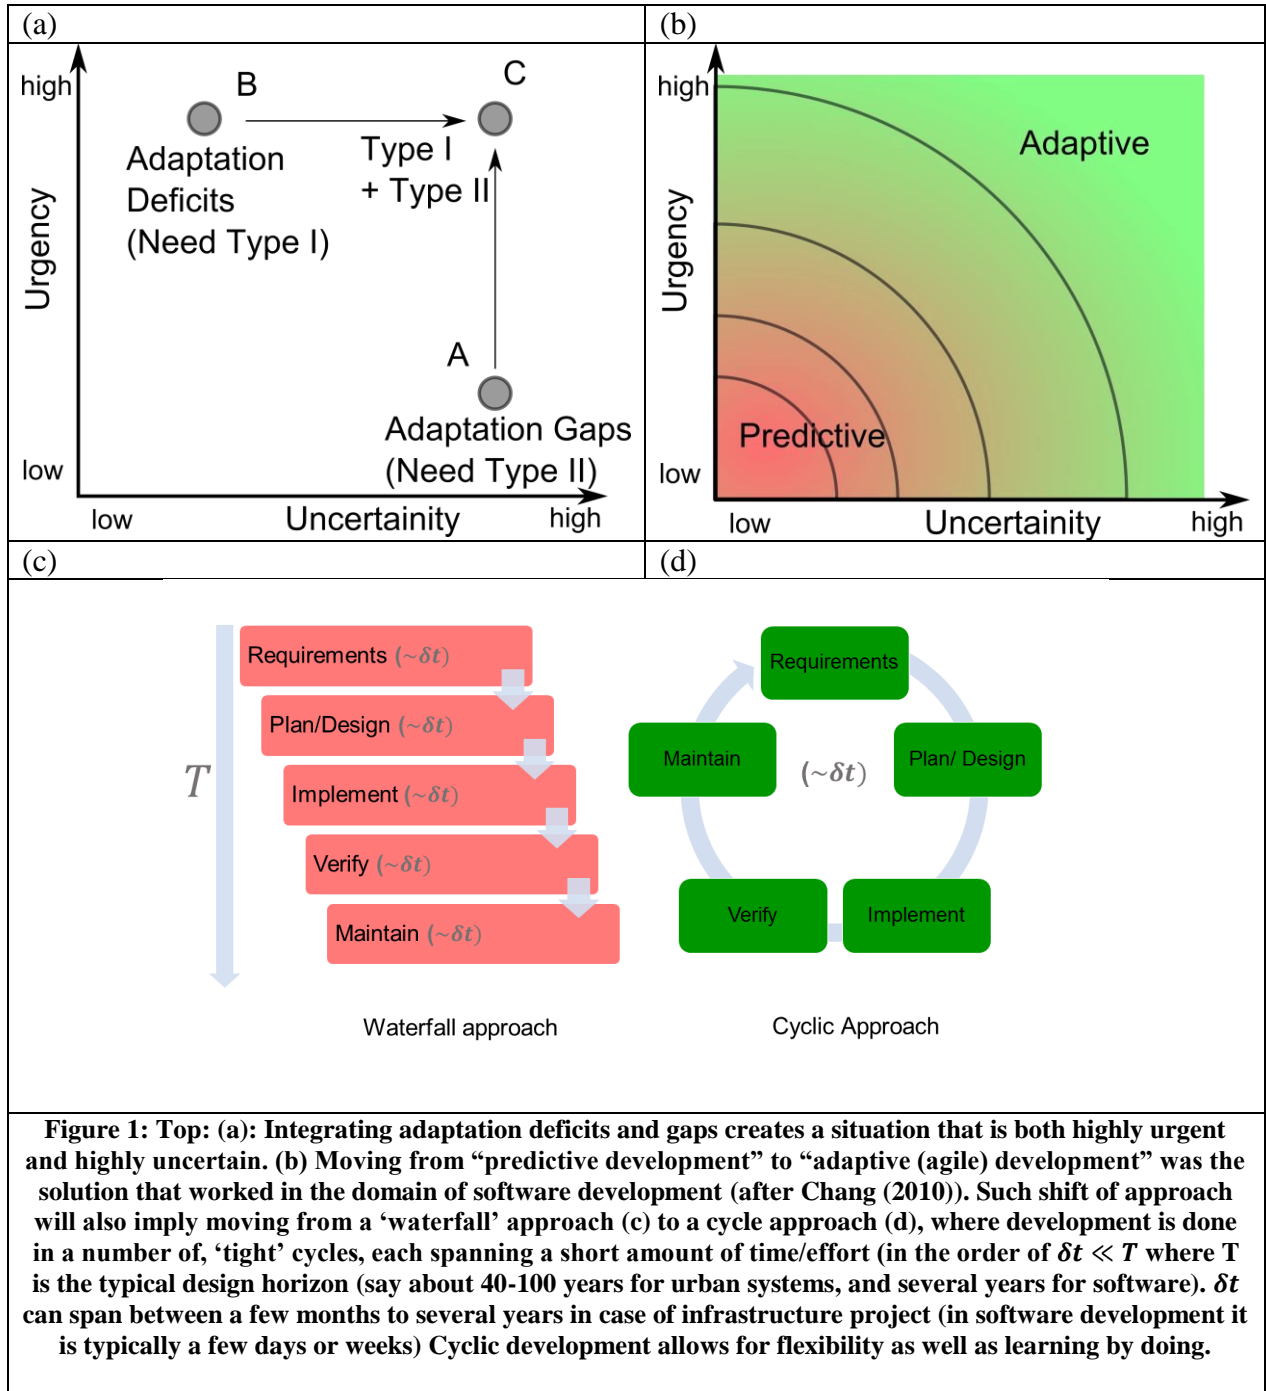 (a)
high
B
C
Type I
+ Type II
Adaptation
Deficits
(Need Type I)
Urgency
A
Adaptation Gaps
(Need Type II)
low
low
Uncertainity
high
(b)
high
Adaptive
Urgency
Predictive
low
low
Uncertainity
high
(c)
T
Requirements (~δt)
Plan/Design (~δt)
Implement (~δt)
Verify (~δt)
Maintain (~δt)
Waterfall approach
(d)
Requirements
Maintain
(~δt)
Plan/ Design
Verify
Implement
Cyclic Approach
Figure 1: Top: (a): Integrating adaptation deficits and gaps creates a situation that is both highly urgent
and highly uncertain. (b) Moving from “predictive development” to “adaptive (agile) development” was the
solution that worked in the domain of software development (after Chang (2010)). Such shift of approach
will also imply moving from a ‘waterfall’ approach (c) to a cycle approach (d), where development is done
in a number of, ‘tight’ cycles, each spanning a short amount of time/effort (in the order of δt ≪ T where T
is the typical design horizon (say about 40-100 years for urban systems, and several years for software). δt
can span between a few months to several years in case of infrastructure project (in software development it
is typically a few days or weeks) Cyclic development allows for flexibility as well as learning by doing.